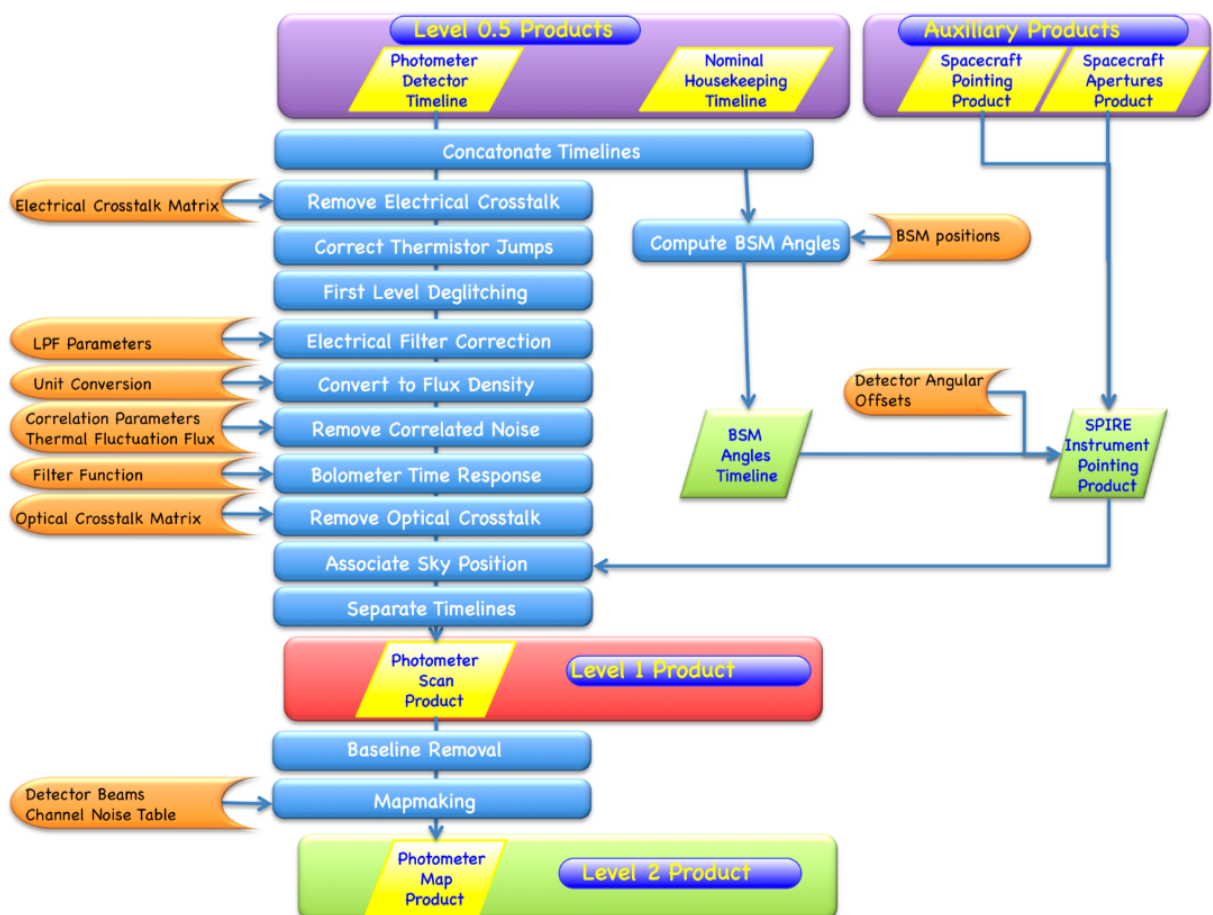 Level 0.5 Products
Photometer
Detector
Timeline
Nominal
Housekeeping
Timeline
Auxiliary Products
Spacecraft
Pointing
Product
Spacecraft
Apertures
Product
Concatonate Timelines
Electrical Crosstalk Matrix
Remove Electrical Crosstalk
Correct Thermistor Jumps
Compute BSM Angles
BSM positions
First Level Deglitching
LPF Parameters
Electrical Filter Correction
Unit Conversion
Convert to Flux Density
Detector Angular
Offsets
Correlation Parameters
Thermal Fluctuation Flux
Remove Correlated Noise
BSM
Angles
Timeline
SPIRE
Instrument
Pointing
Product
Filter Function
Bolometer Time Response
Optical Crosstalk Matrix
Remove Optical Crosstalk
Associate Sky Position
Separate Timelines
Photometer
Scan
Product
Level 1 Product
Baseline Removal
Detector Beams
Channel Noise Table
Mapmaking
Photometer
Map
Product
Level 2 Product